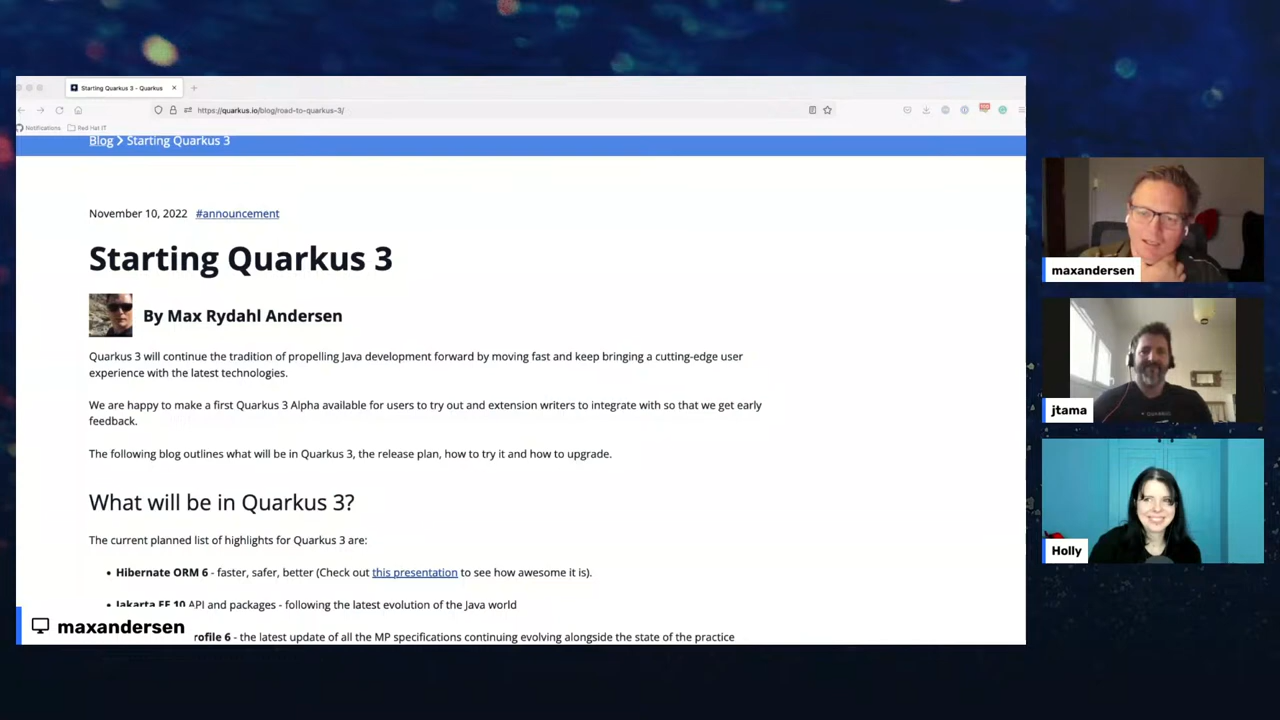 Starting Quarkus 3 - Quarkus
https://quarkus.io/blog/road-to-quarkus-3/
Notifications Red Hat IT
Blog > Starting Quarkus 3
November 10, 2022 #announcement
Starting Quarkus 3
By Max Rydahl Andersen
Quarkus 3 will continue the tradition of propelling Java development forward by moving fast and keep bringing a cutting-edge user
experience with the latest technologies.
We are happy to make a first Quarkus 3 Alpha available for users to try out and extension writers to integrate with so that we get early
feedback.
The following blog outlines what will be in Quarkus 3, the release plan, how to try it and how to upgrade.
What will be in Quarkus 3?
The current planned list of highlights for Quarkus 3 are:
• Hibernate ORM 6 - faster, safer, better (Check out this presentation to see how awesome it is).
• Jakarta EE 10 API and packages - following the latest evolution of the Java world
rofile 6 - the latest update of all the MP specifications continuing evolving alongside the state of the practice
maxandersen
maxandersen
jtama
QUARKUS
Holly